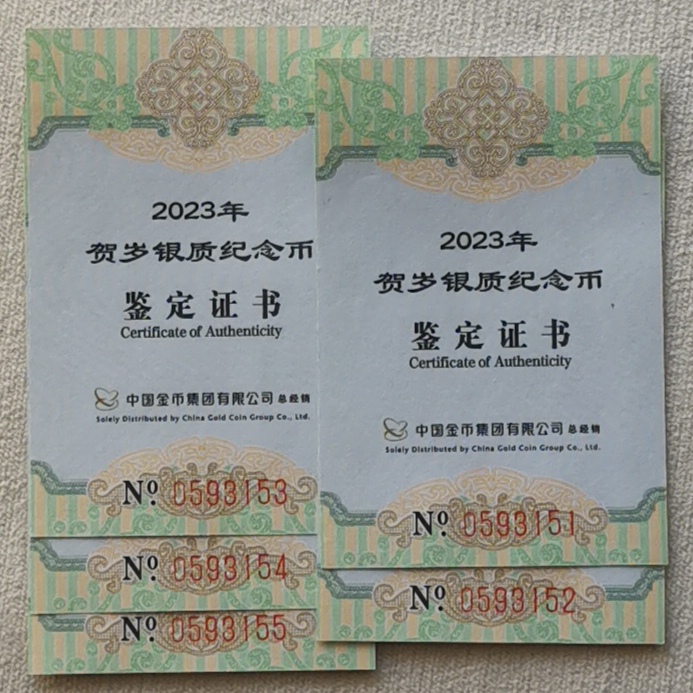 2023年
贺岁银质纪念币
鉴定证书
Certificate of Authenticity
中国金币集团有限公司 总经销
Solely Distributed by China Gold Coin Group Co., Ltd.
Nº 0593153
Nº 0593154
Nº 0593155
2023年
贺岁银质纪念币
鉴定证书
Certificate of Authenticity
中国金币集团有限公司 总经销
Solely Distributed by China Gold Coin Group Co., Ltd.
Nº 0593151
Nº 0593152